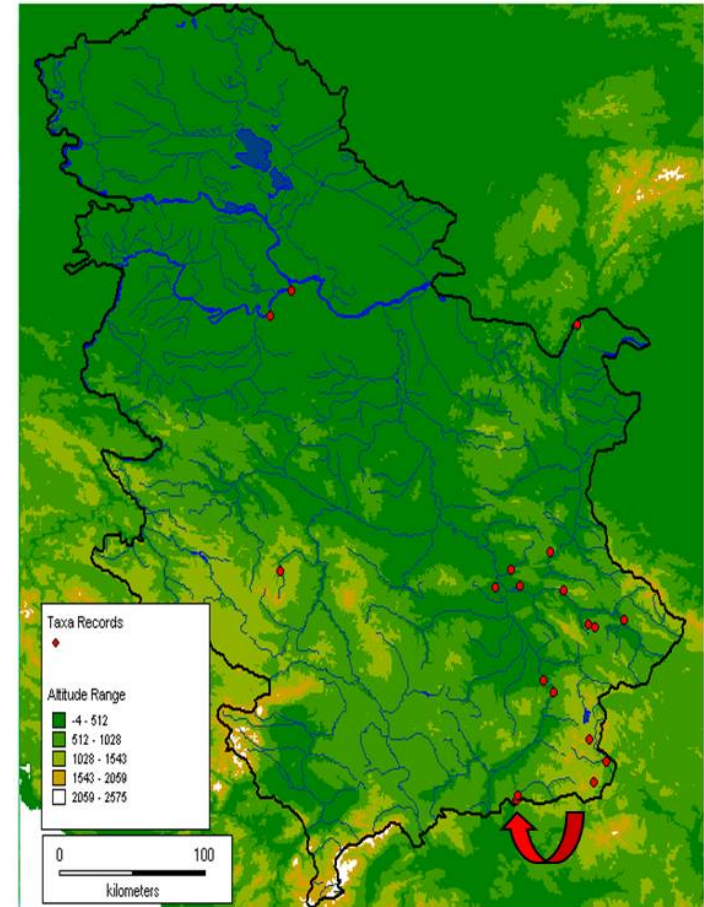 Taxa Records
Altitude Range
-4 - 512
512 - 1028
1028 - 1543
1543 - 2059
2059 - 2575
0 100
kilometers